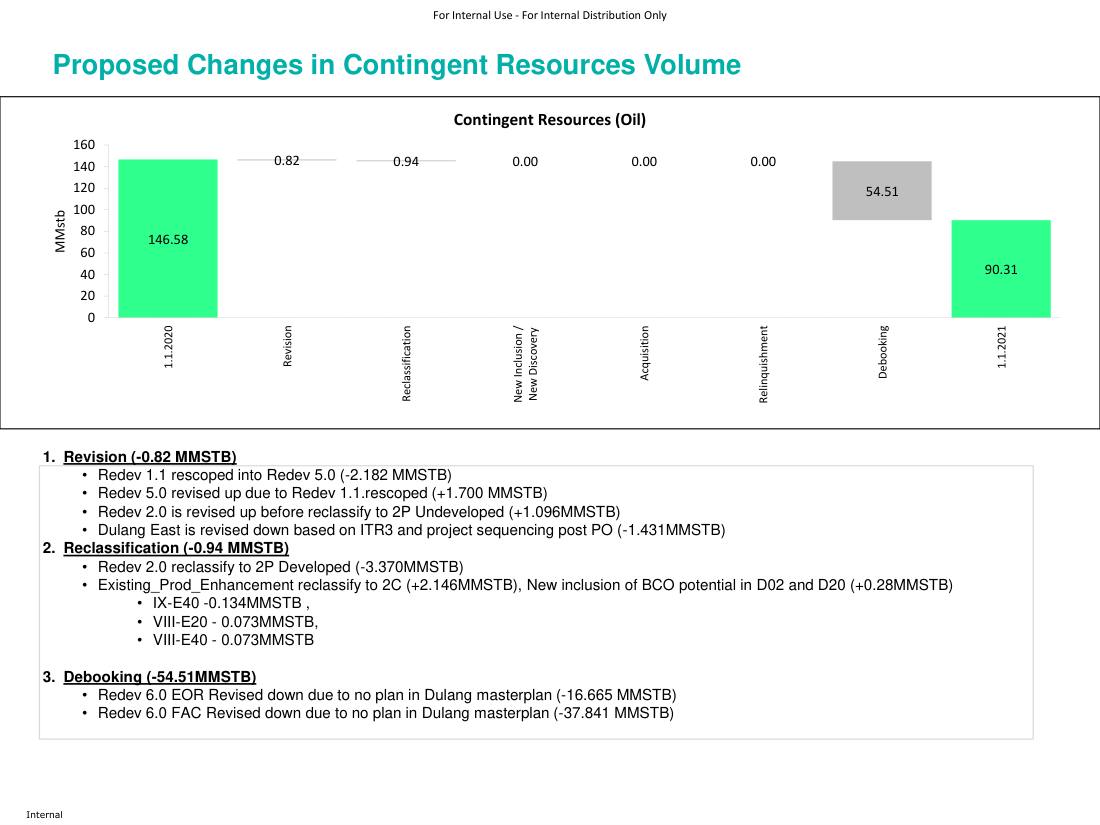 For Internal Use - For Internal Distribution Only
Proposed Changes in Contingent Resources Volume
Contingent Resources (Oil)
MMstb
160
140
120
100
80
60
40
20
0
146.58
0.82
0.94
0.00
0.00
0.00
54.51
90.31
1.1.2020
Revision
Reclassification
New Inclusion /
New Discovery
Acquisition
Relinquishment
Debooking
1.1.2021
1. Revision (-0.82 MMSTB)
• Redev 1.1 rescoped into Redev 5.0 (-2.182 MMSTB)
• Redev 5.0 revised up due to Redev 1.1.rescoped (+1.700 MMSTB)
• Redev 2.0 is revised up before reclassify to 2P Undeveloped (+1.096MMSTB)
• Dulang East is revised down based on ITR3 and project sequencing post PO (-1.431MMSTB)
2. Reclassification (-0.94 MMSTB)
• Redev 2.0 reclassify to 2P Developed (-3.370MMSTB)
• Existing_Prod_Enhancement reclassify to 2C (+2.146MMSTB), New inclusion of BCO potential in D02 and D20 (+0.28MMSTB)
• IX-E40 -0.134MMSTB ,
• VIII-E20 - 0.073MMSTB,
• VIII-E40 - 0.073MMSTB
3. Debooking (-54.51MMSTB)
• Redev 6.0 EOR Revised down due to no plan in Dulang masterplan (-16.665 MMSTB)
• Redev 6.0 FAC Revised down due to no plan in Dulang masterplan (-37.841 MMSTB)
Internal